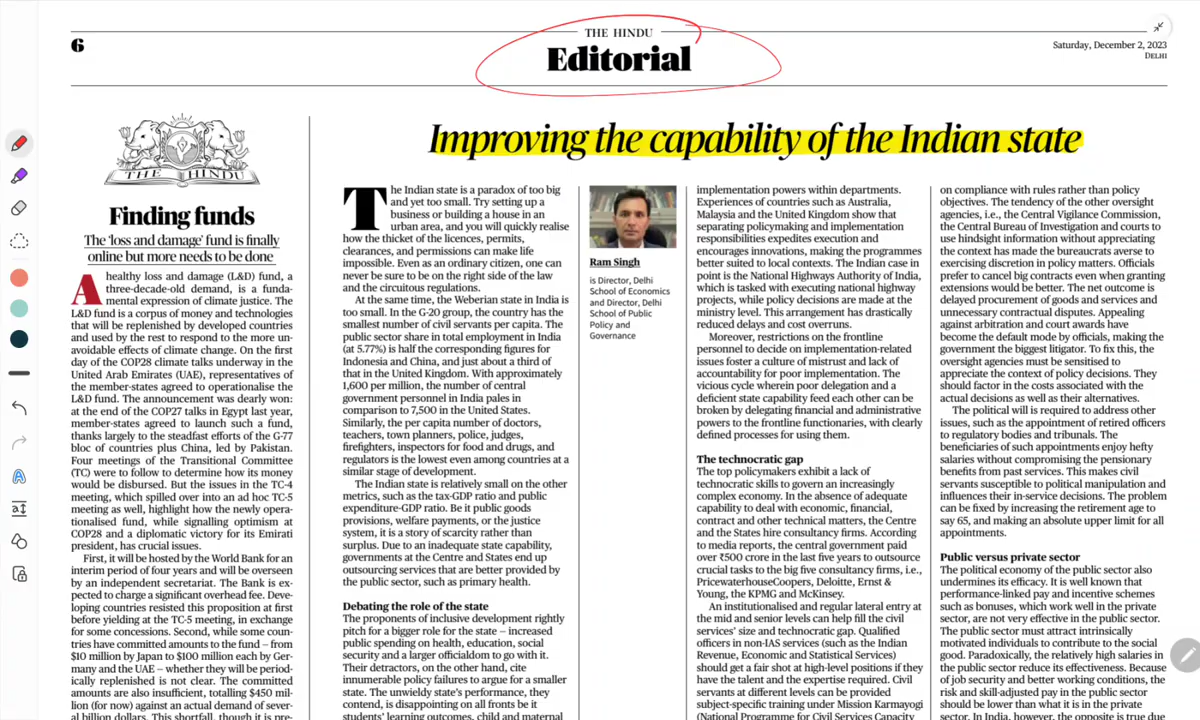 6
THE HINDU
Editorial
Saturday, December 2, 2023
DELHI
Improving the capability of the Indian state
THE HINDU
Finding funds
The 'loss and damage' fund is finally
online but more needs to be done
A healthy loss and damage (L&D) fund, a
three-decade-old demand, is a funda-
mental expression of climate justice. The
L&D fund is a corpus of money and technologies
that will be replenished by developed countries
and used by the rest to respond to the more un-
avoidable effects of climate change. On the first
day of the COP28 climate talks underway in the
United Arab Emirates (UAE), representatives of
the member-states agreed to operationalise the
L&D fund. The announcement was dearly won:
at the end of the COP27 talks in Egypt last year,
member-states agreed to launch such a fund,
thanks largely to the steadfast efforts of the G-77
bloc of countries plus China, led by Pakistan.
Four meetings of the Transitional Committee
(TC) were to follow to determine how its money
would be disbursed. But the issues in the TC-4
meeting, which spilled over into an ad hoc TC-5
meeting as well, highlight how the newly opera-
tionalised fund, while signalling optimism at
COP28 and a diplomatic victory for its Emirati
president, has crucial issues.
First, it will be hosted by the World Bank for an
interim period of four years and will be overseen
by an independent secretariat. The Bank is ex-
pected to charge a significant overhead fee. Deve-
loping countries resisted this proposition at first
before yielding at the TC-5 meeting, in exchange
for some concessions. Second, while some coun-
tries have committed amounts to the fund – from
$10 million by Japan to $100 million each by Ger-
many and the UAE – whether they will be period-
ically replenished is not clear. The committed
amounts are also insufficient, totalling $450 mil-
lion (for now) against an actual demand of sever-
al billion dollars. This shortfall, though it is pre-
The Indian state is a paradox of too big
and yet too small. Try setting up a
business or building a house in an
urban area, and you will quickly realise
how the thicket of the licences, permits,
clearances, and permissions can make life
impossible. Even as an ordinary citizen, one can
never be sure to be on the right side of the law
and the circuitous regulations.
At the same time, the Weberian state in India is
too small. In the G-20 group, the country has the
smallest number of civil servants per capita. The
public sector share in total employment in India
(at 5.77%) is half the corresponding figures for
Indonesia and China, and just about a third of
that in the United Kingdom. With approximately
1,600 per million, the number of central
government personnel in India pales in
comparison to 7,500 in the United States.
Similarly, the per capita number of doctors,
teachers, town planners, police, judges,
firefighters, inspectors for food and drugs, and
regulators is the lowest even among countries at a
similar stage of development.
The Indian state is relatively small on the other
metrics, such as the tax-GDP ratio and public
expenditure-GDP ratio. Be it public goods
provisions, welfare payments, or the justice
system, it is a story of scarcity rather than
surplus. Due to an inadequate state capability,
governments at the Centre and States end up
outsourcing services that are better provided by
the public sector, such as primary health.
Debating the role of the state
The proponents of inclusive development rightly
pitch for a bigger role for the state – increased
public spending on health, education, social
security and a larger officialdom to go with it.
Their detractors, on the other hand, cite
innumerable policy failures to argue for a smaller
state. The unwieldy state's performance, they
contend, is disappointing on all fronts be it
students' learning outcomes, child and maternal
Ram Singh
is Director, Delhi
School of Economics
and Director, Delhi
School of Public
Policy and
Governance
implementation powers within departments.
Experiences of countries such as Australia,
Malaysia and the United Kingdom show that
separating policymaking and implementation
responsibilities expedites execution and
encourages innovations, making the programmes
better suited to local contexts. The Indian case in
point is the National Highways Authority of India,
which is tasked with executing national highway
projects, while policy decisions are made at the
ministry level. This arrangement has drastically
reduced delays and cost overruns.
Moreover, restrictions on the frontline
personnel to decide on implementation-related
issues foster a culture of mistrust and lack of
accountability for poor implementation. The
vicious cycle wherein poor delegation and a
deficient state capability feed each other can be
broken by delegating financial and administrative
powers to the frontline functionaries, with clearly
defined processes for using them.
The technocratic gap
The top policymakers exhibit a lack of
technocratic skills to govern an increasingly
complex economy. In the absence of adequate
capability to deal with economic, financial,
contract and other technical matters, the Centre
and the States hire consultancy firms. According
to media reports, the central government paid
over ₹500 crore in the last five years to outsource
crucial tasks to the big five consultancy firms, i.e.,
PricewaterhouseCoopers, Deloitte, Ernst &
Young, the KPMG and McKinsey.
An institutionalised and regular lateral entry at
the mid and senior levels can help fill the civil
services' size and technocratic gap. Qualified
officers in non-IAS services (such as the Indian
Revenue, Economic and Statistical Services)
should get a fair shot at high-level positions if they
have the talent and the expertise required. Civil
servants at different levels can be provided
subject-specific training under Mission Karmayogi
(National Programme for Civil Services Capacity
on compliance with rules rather than policy
objectives. The tendency of the other oversight
agencies, i.e., the Central Vigilance Commission,
the Central Bureau of Investigation and courts to
use hindsight information without appreciating
the context has made the bureaucrats averse to
exercising discretion in policy matters. Officials
prefer to cancel big contracts even when granting
extensions would be better. The net outcome is
delayed procurement of goods and services and
unnecessary contractual disputes. Appealing
against arbitration and court awards have
become the default mode by officials, making the
government the biggest litigator. To fix this, the
oversight agencies must be sensitised to
appreciate the context of policy decisions. They
should factor in the costs associated with the
actual decisions as well as their alternatives.
The political will is required to address other
issues, such as the appointment of retired officers
to regulatory bodies and tribunals. The
beneficiaries of such appointments enjoy hefty
salaries without compromising the pensionary
benefits from past services. This makes civil
servants susceptible to political manipulation and
influences their in-service decisions. The problem
can be fixed by increasing the retirement age to
say 65, and making an absolute upper limit for all
appointments.
Public versus private sector
The political economy of the public sector also
undermines its efficacy. It is well known that
performance-linked pay and incentive schemes
such as bonuses, which work well in the private
sector, are not very effective in the public sector.
The public sector must attract intrinsically
motivated individuals to contribute to the social
good. Paradoxically, the relatively high salaries in
the public sector reduce its effectiveness. Because
of job security and better working conditions, the
risk and skill-adjusted pay in the public sector
should be lower than what it is in the private
sector. In India, however, the opposite is true due